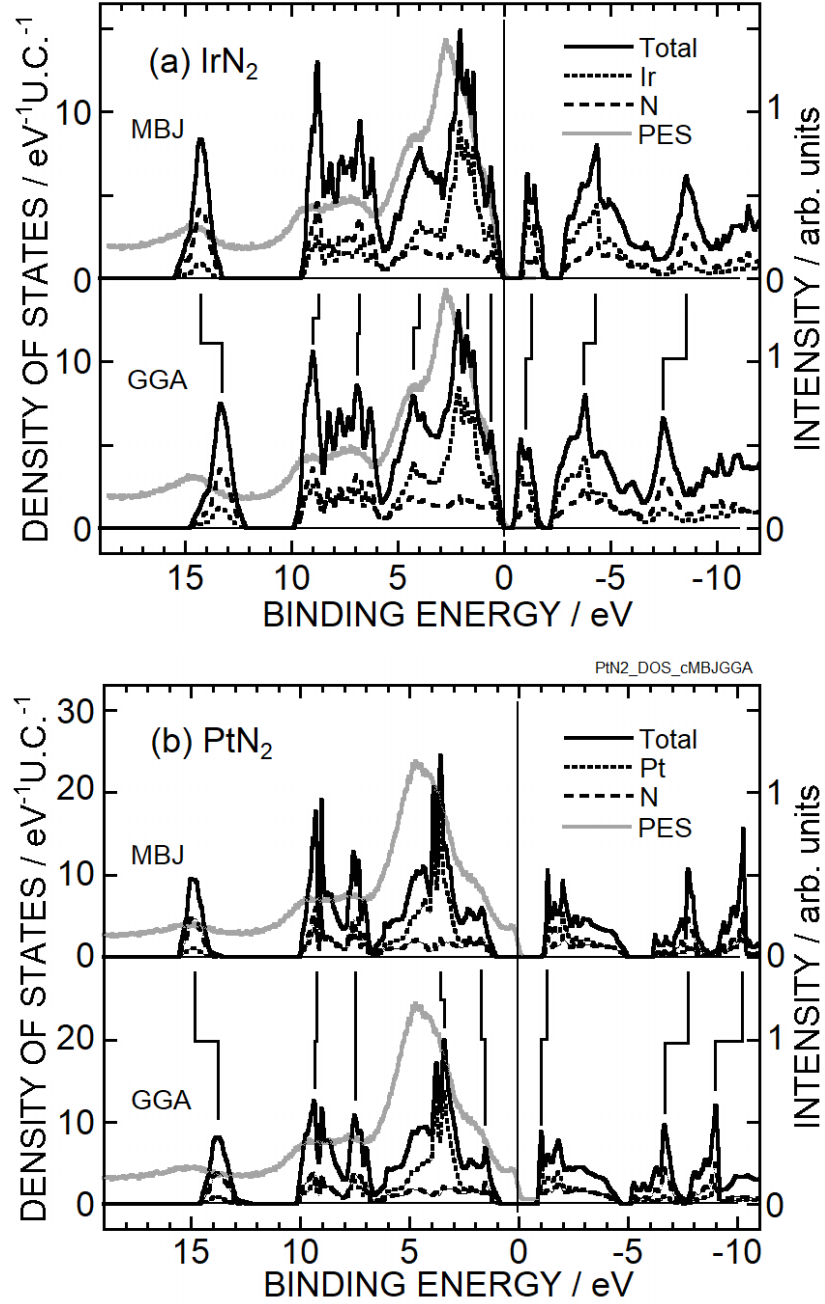 (a) IrN2
MBJ
Total
Ir
N
PES
10
0
1
0
GGA
10
0
1
0
15
10
5
0
-5
-10
DENSITY OF STATES / eV-1U.C.-1
INTENSITY / arb. units
BINDING ENERGY / eV
PtN2_DOS_cMBJGGA
(b) PtN2
MBJ
Total
Pt
N
PES
30
20
10
0
1
0
GGA
20
10
0
1
0
15
10
5
0
-5
-10
DENSITY OF STATES / eV-1U.C.-1
INTENSITY / arb. units
BINDING ENERGY / eV